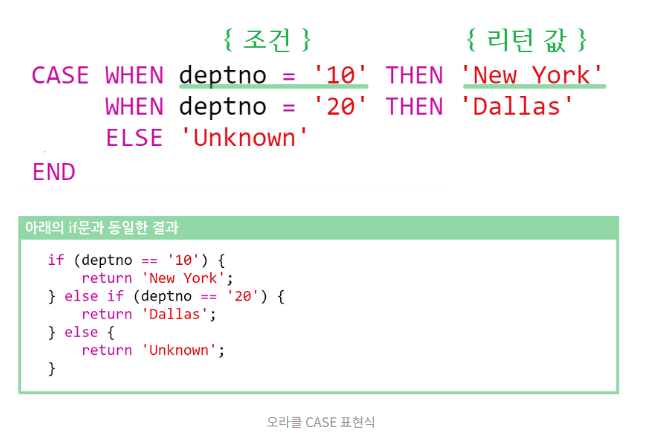 { 조건 } { 리턴 값 }
CASE WHEN deptno = '10' THEN 'New York'
WHEN deptno = '20' THEN 'Dallas'
ELSE 'Unknown'
END
아래의 if문과 동일한 결과
if (deptno == '10') {
return 'New York';
} else if (deptno == '20') {
return 'Dallas';
} else {
return 'Unknown';
}
오라클 CASE 표현식